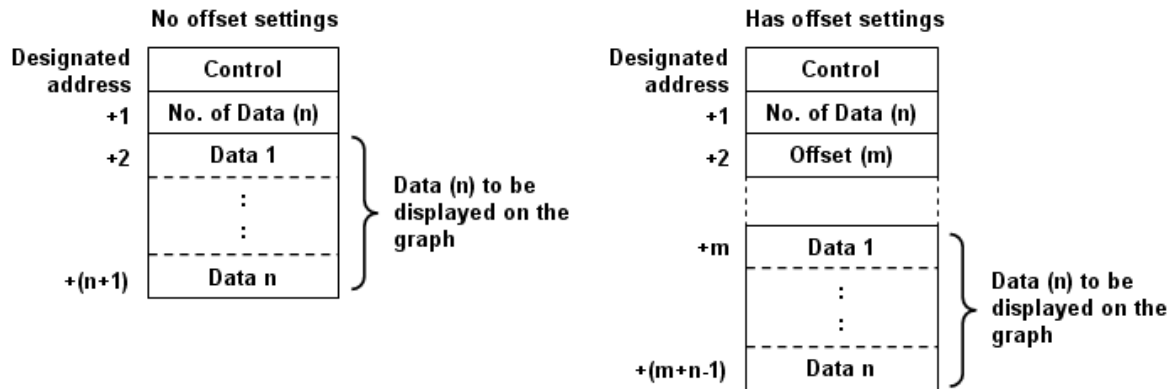 No offset settings
Designated address
Control
+1
No. of Data (n)
+2
Data 1
:
:
+(n+1)
Data n
Data (n) to be
displayed on the
graph
Has offset settings
Designated address
Control
+1
No. of Data (n)
+2
Offset (m)
+m
Data 1
:
:
+(m+n-1)
Data n
Data (n) to be
displayed on the
graph